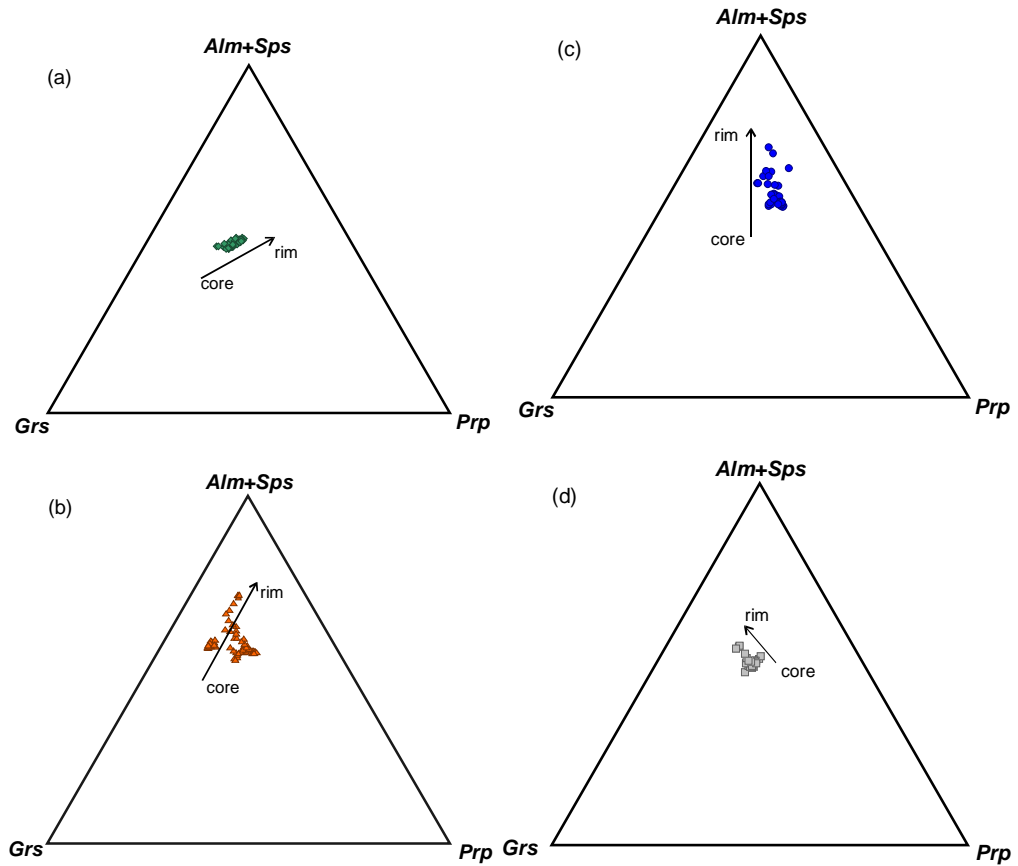 (a)
Alm+Sps
rim
core
Grs
Prp
(c)
Alm+Sps
rim
core
Grs
Prp
(b)
Alm+Sps
rim
core
Grs
Prp
(d)
Alm+Sps
rim
core
Grs
Prp